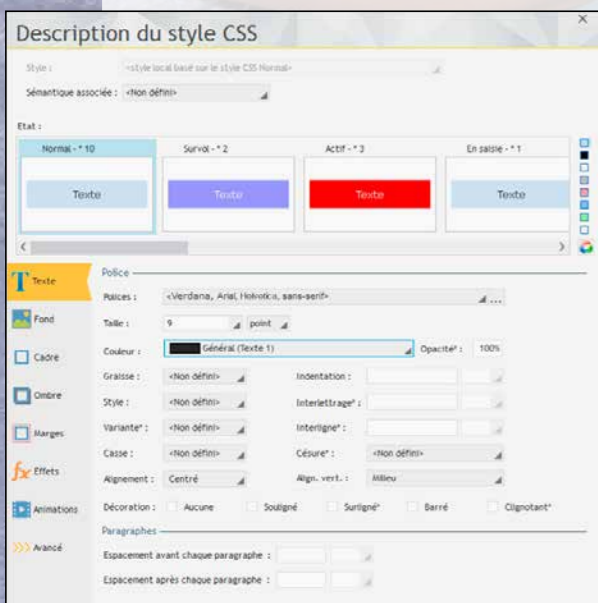 Description du style CSS
Style : <style local basé sur le style CSS Normal>
Sémantique associée : <Non défini>
Etat :
Normal - * 10 Survol - * 2 Actif - * 3 En saisie - * 1
Texte Texte Texte Texte
Texte
Fond
Cadre
Ombre
Marges
Effets
Animations
Avancé
Police
Polices : <Verdana, Arial, Helvetica, sans-serif> ...
Taille : 9 point
Couleur : Général (Texte 1) Opacité* : 100%
Graisse : <Non défini> Indentation :
Style : <Non défini> Interlettrage* :
Variante* : <Non défini> Interligne* :
Casse : <Non défini> Césure* : <Non défini>
Alignement : Centré Align. vert. : Milieu
Décoration : Aucune Souligné Surligné* Barré Clignotant*
Paragraphes
Espacement avant chaque paragraphe :
Espacement après chaque paragraphe :